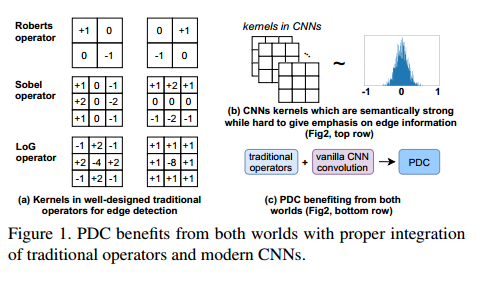 Roberts
operator
+1 0
0 -1
0 +1
-1 0
Sobel
operator
+1 0 -1
+2 0 -2
+1 0 -1
+1 +2 +1
0 0 0
-1 -2 -1
LoG
operator
-1 +2 -1
+2 -4 +2
-1 +2 -1
+1 +1 +1
+1 -8 +1
+1 +1 +1
(a) Kernels in well-designed traditional
operators for edge detection
kernels in CNNs
...
~
-1 0 1
(b) CNNs kernels which are semantically strong
while hard to give emphasis on edge information
(Fig2, top row)
traditional
operators
+
vanilla CNN
convolution
PDC
(c) PDC benefiting from both
worlds (Fig2, bottom row)
Figure 1. PDC benefits from both worlds with proper integration
of traditional operators and modern CNNs.